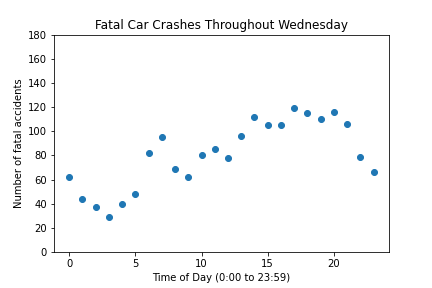 Fatal Car Crashes Throughout Wednesday
180
160
140
120
100
80
60
40
20
0
Number of fatal accidents
0 5 10 15 20
Time of Day (0:00 to 23:59)